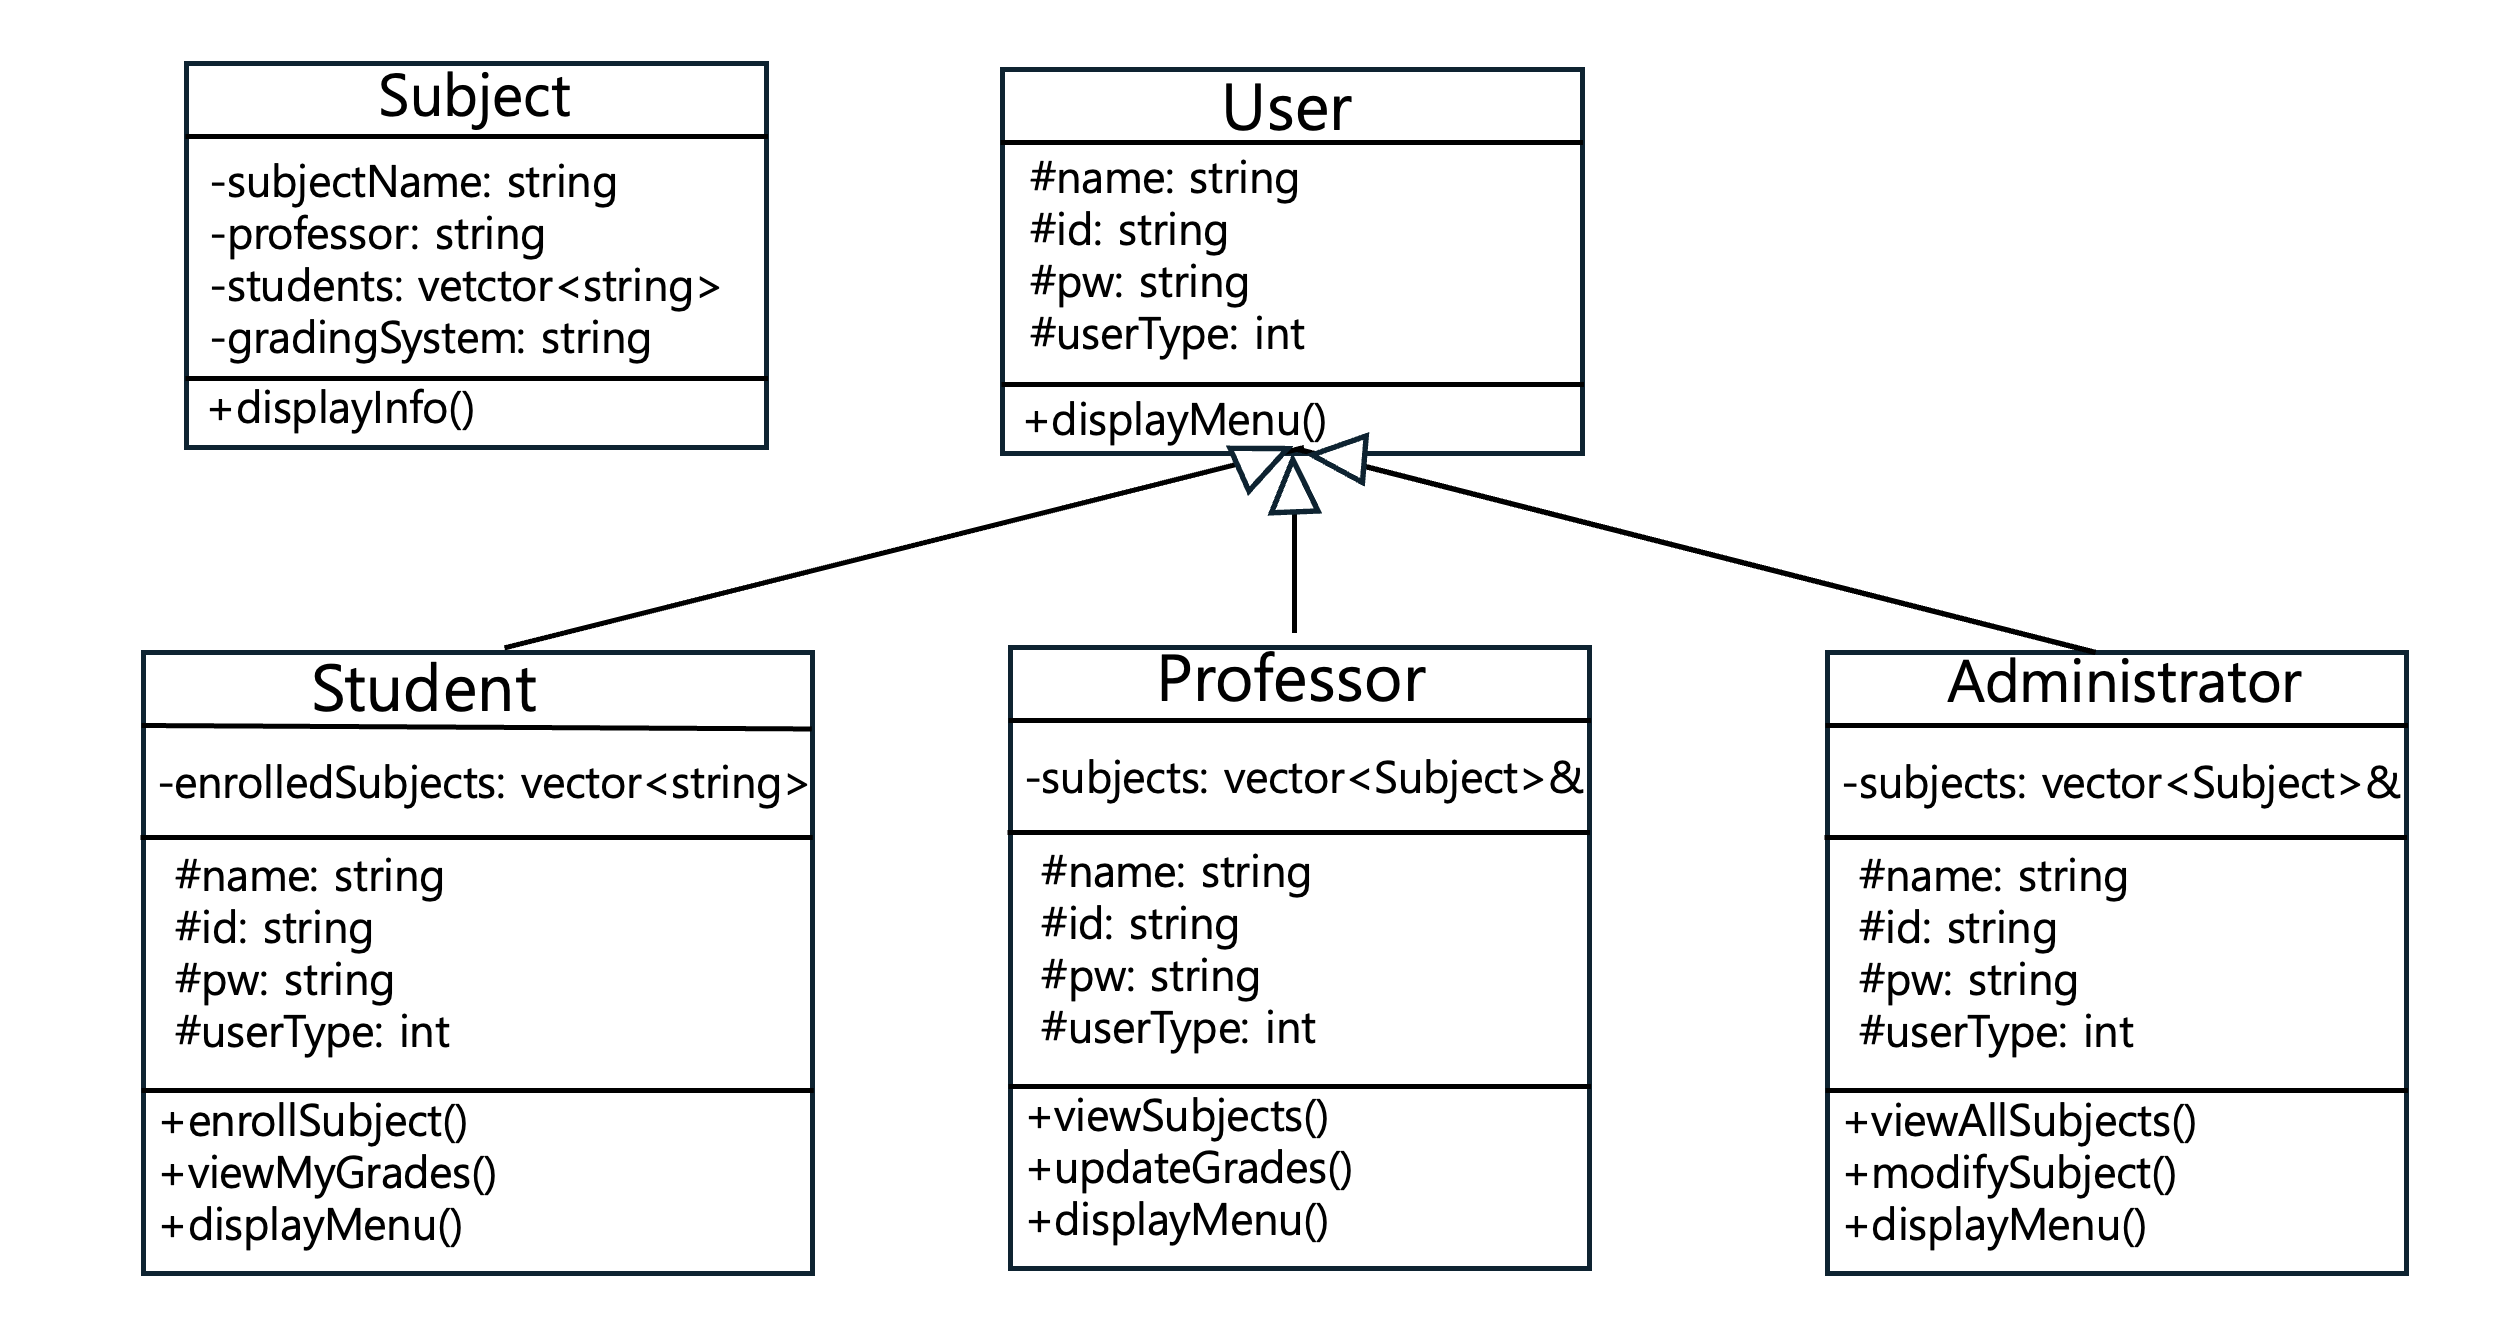 Subject
-subjectName: string
-professor: string
-students: vetctor<string>
-gradingSystem: string
+displayInfo()
User
#name: string
#id: string
#pw: string
#userType: int
+displayMenu()
Student
-enrolledSubjects: vector<string>
#name: string
#id: string
#pw: string
#userType: int
+enrollSubject()
+viewMyGrades()
+displayMenu()
Professor
-subjects: vector<Subject>&
#name: string
#id: string
#pw: string
#userType: int
+viewSubjects()
+updateGrades()
+displayMenu()
Administrator
-subjects: vector<Subject>&
#name: string
#id: string
#pw: string
#userType: int
+viewAllSubjects()
+modifySubject()
+displayMenu()